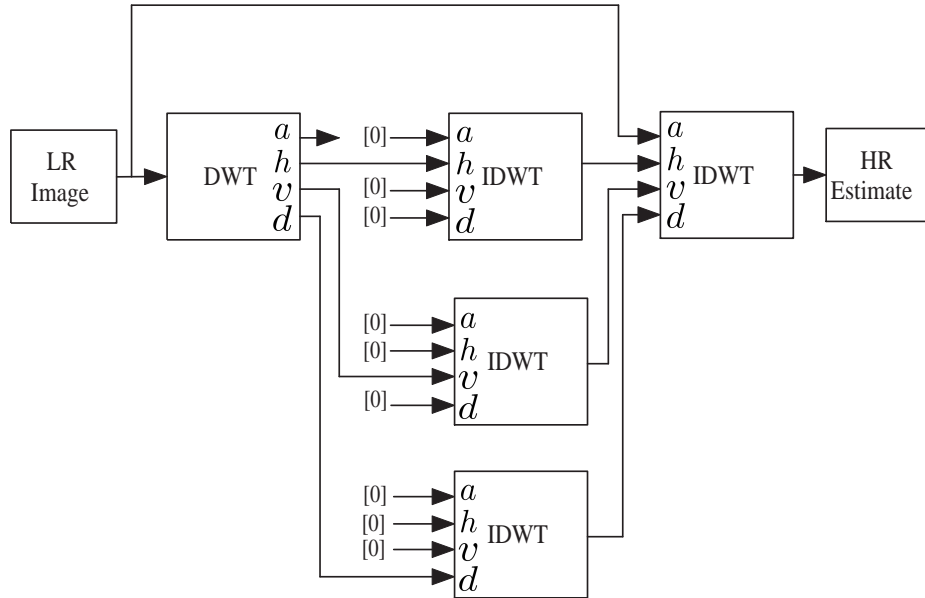 LR
Image
DWT
a
h
v
d
[0]
[0]
[0]
a
h
v
d
IDWT
a
h
v
d
IDWT
HR
Estimate
[0]
[0]
[0]
a
h
v
d
IDWT
[0]
[0]
[0]
a
h
v
d
IDWT